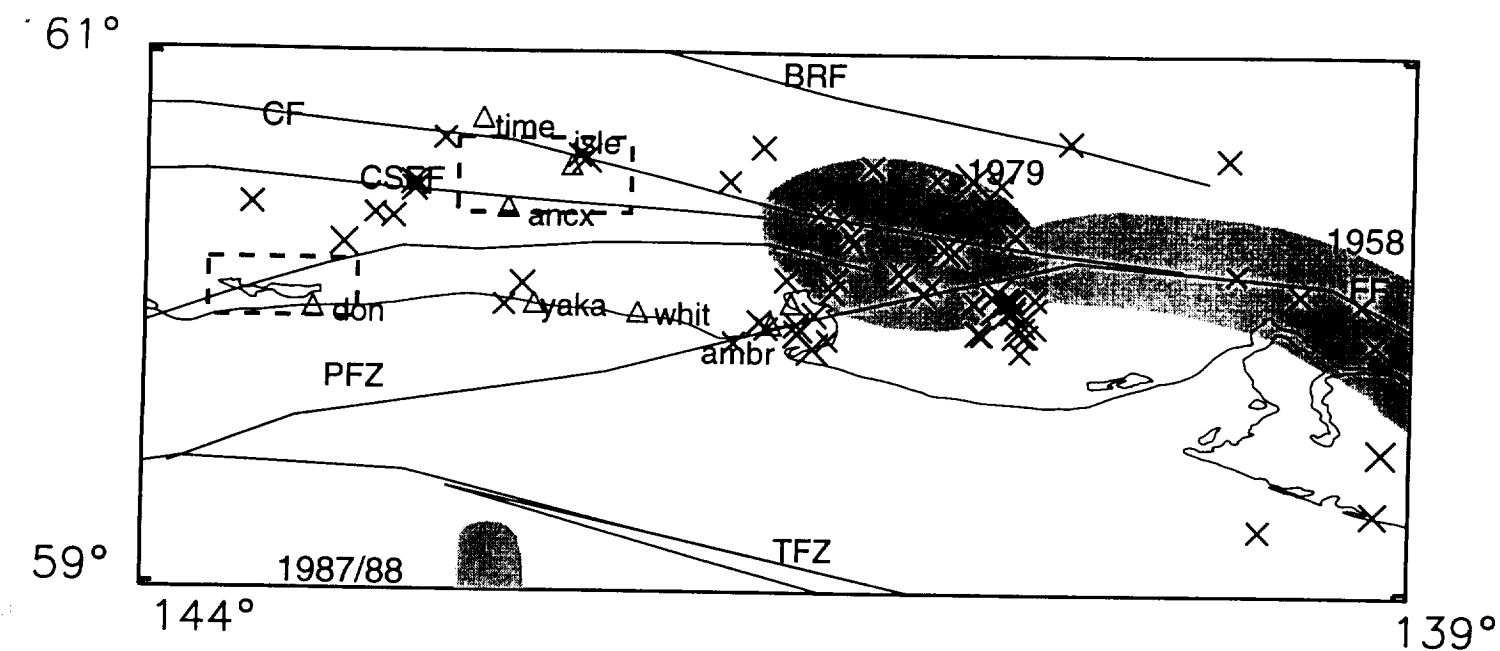 61°
BRF
CF
time
isle
CSEF
1979
ancx
1958
don
yaka
whit
FF
ambr
PFZ
TFZ
59°
1987/88
144°
139°